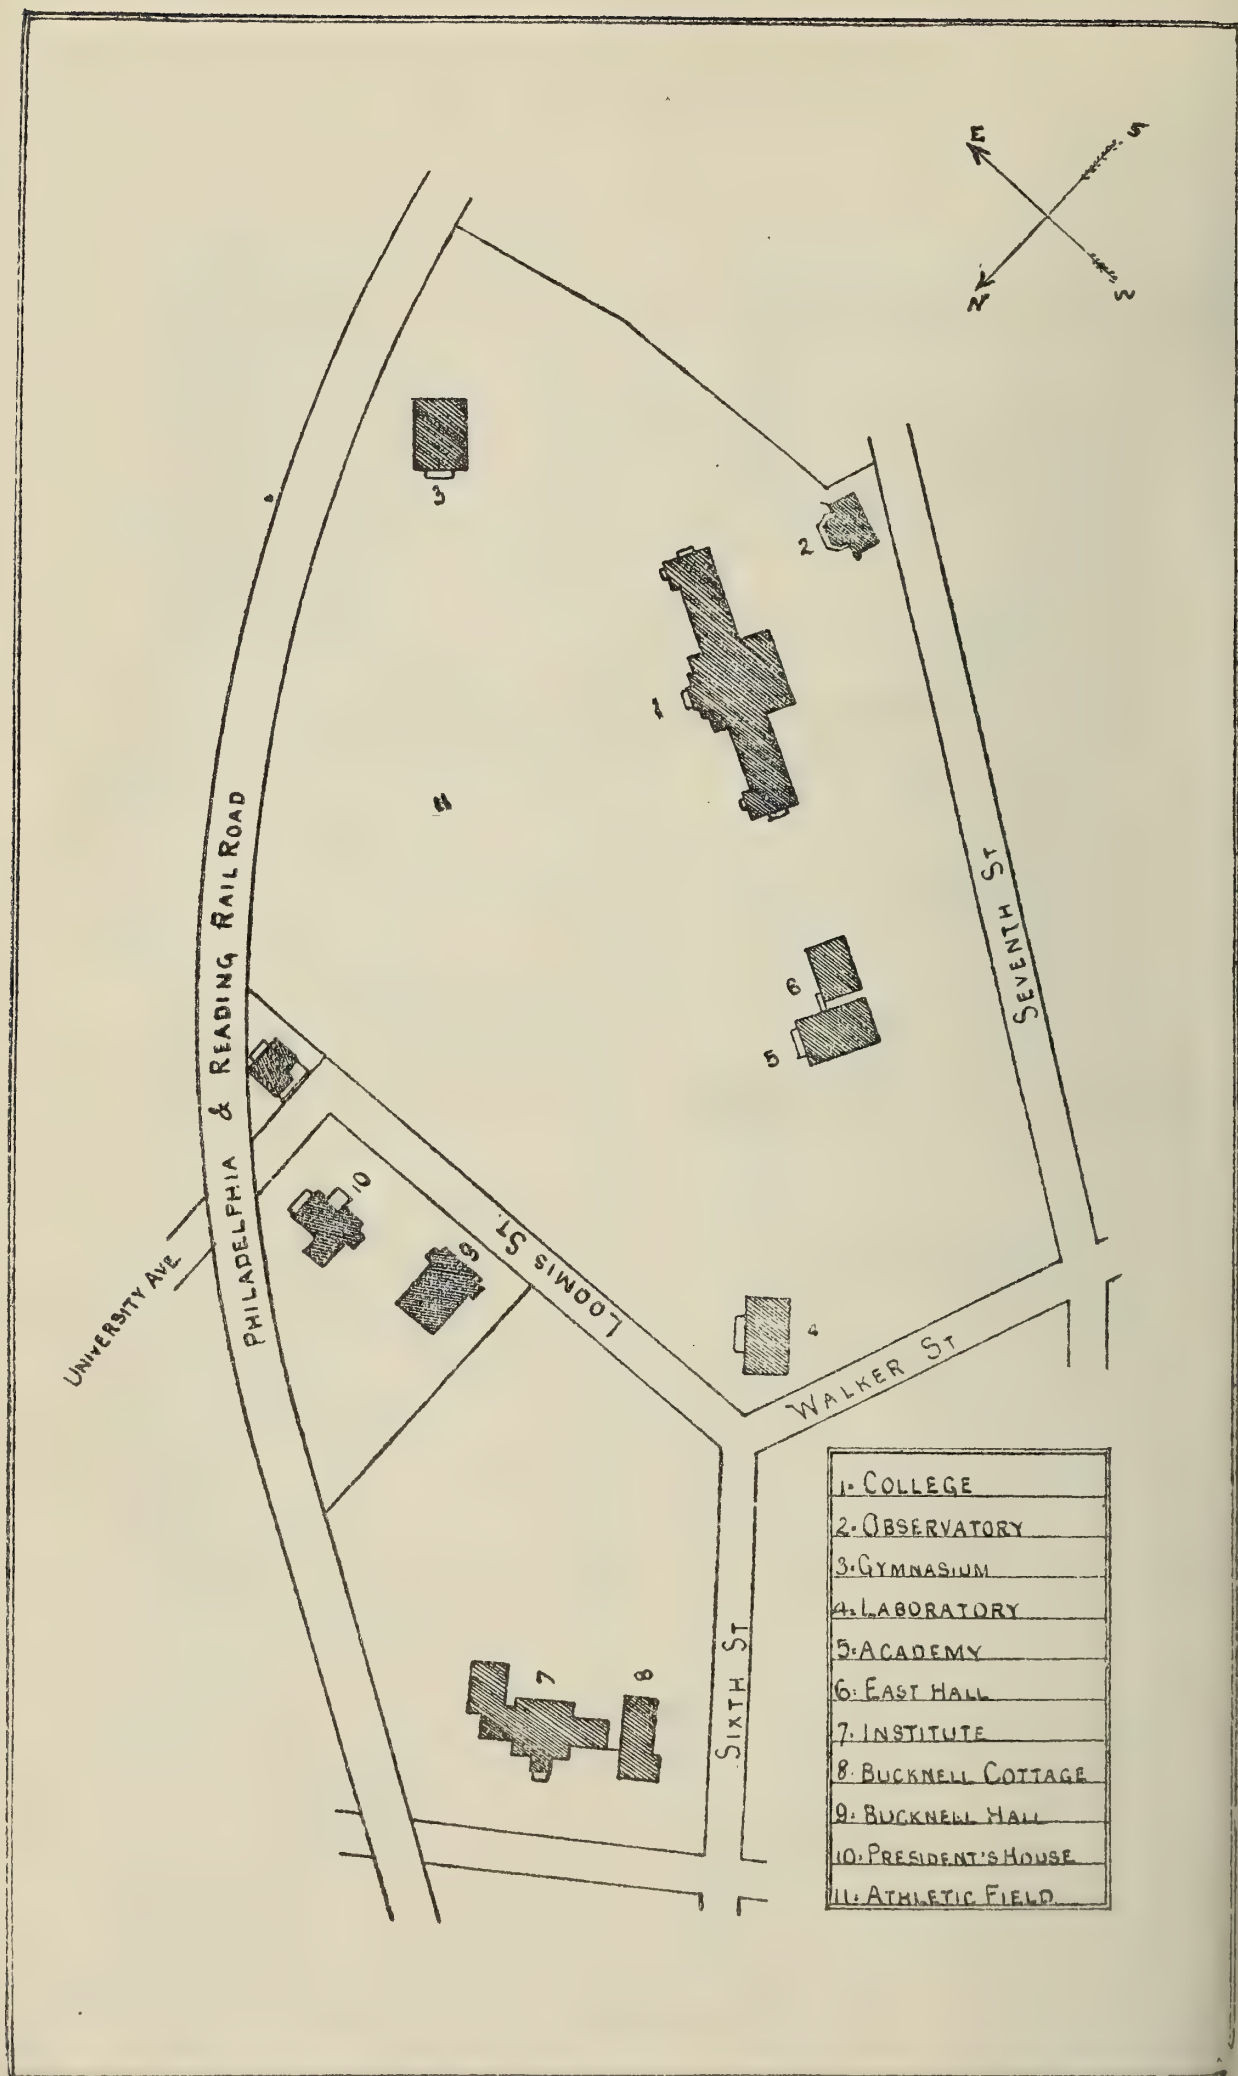 E
S
N
W
3
2
1
11
6
5
10
9
4
7
8
PHILADELPHIA & READING RAIL ROAD
SEVENTH ST
UNIVERSITY AVE.
LOOMIS ST.
WALKER ST
SIXTH ST
1. COLLEGE
2. OBSERVATORY
3. GYMNASIUM
4. LABORATORY
5. ACADEMY
6. EAST HALL
7. INSTITUTE
8. BUCKNELL COTTAGE
9. BUCKNELL HALL
10. PRESIDENT'S HOUSE
11. ATHLETIC FIELD